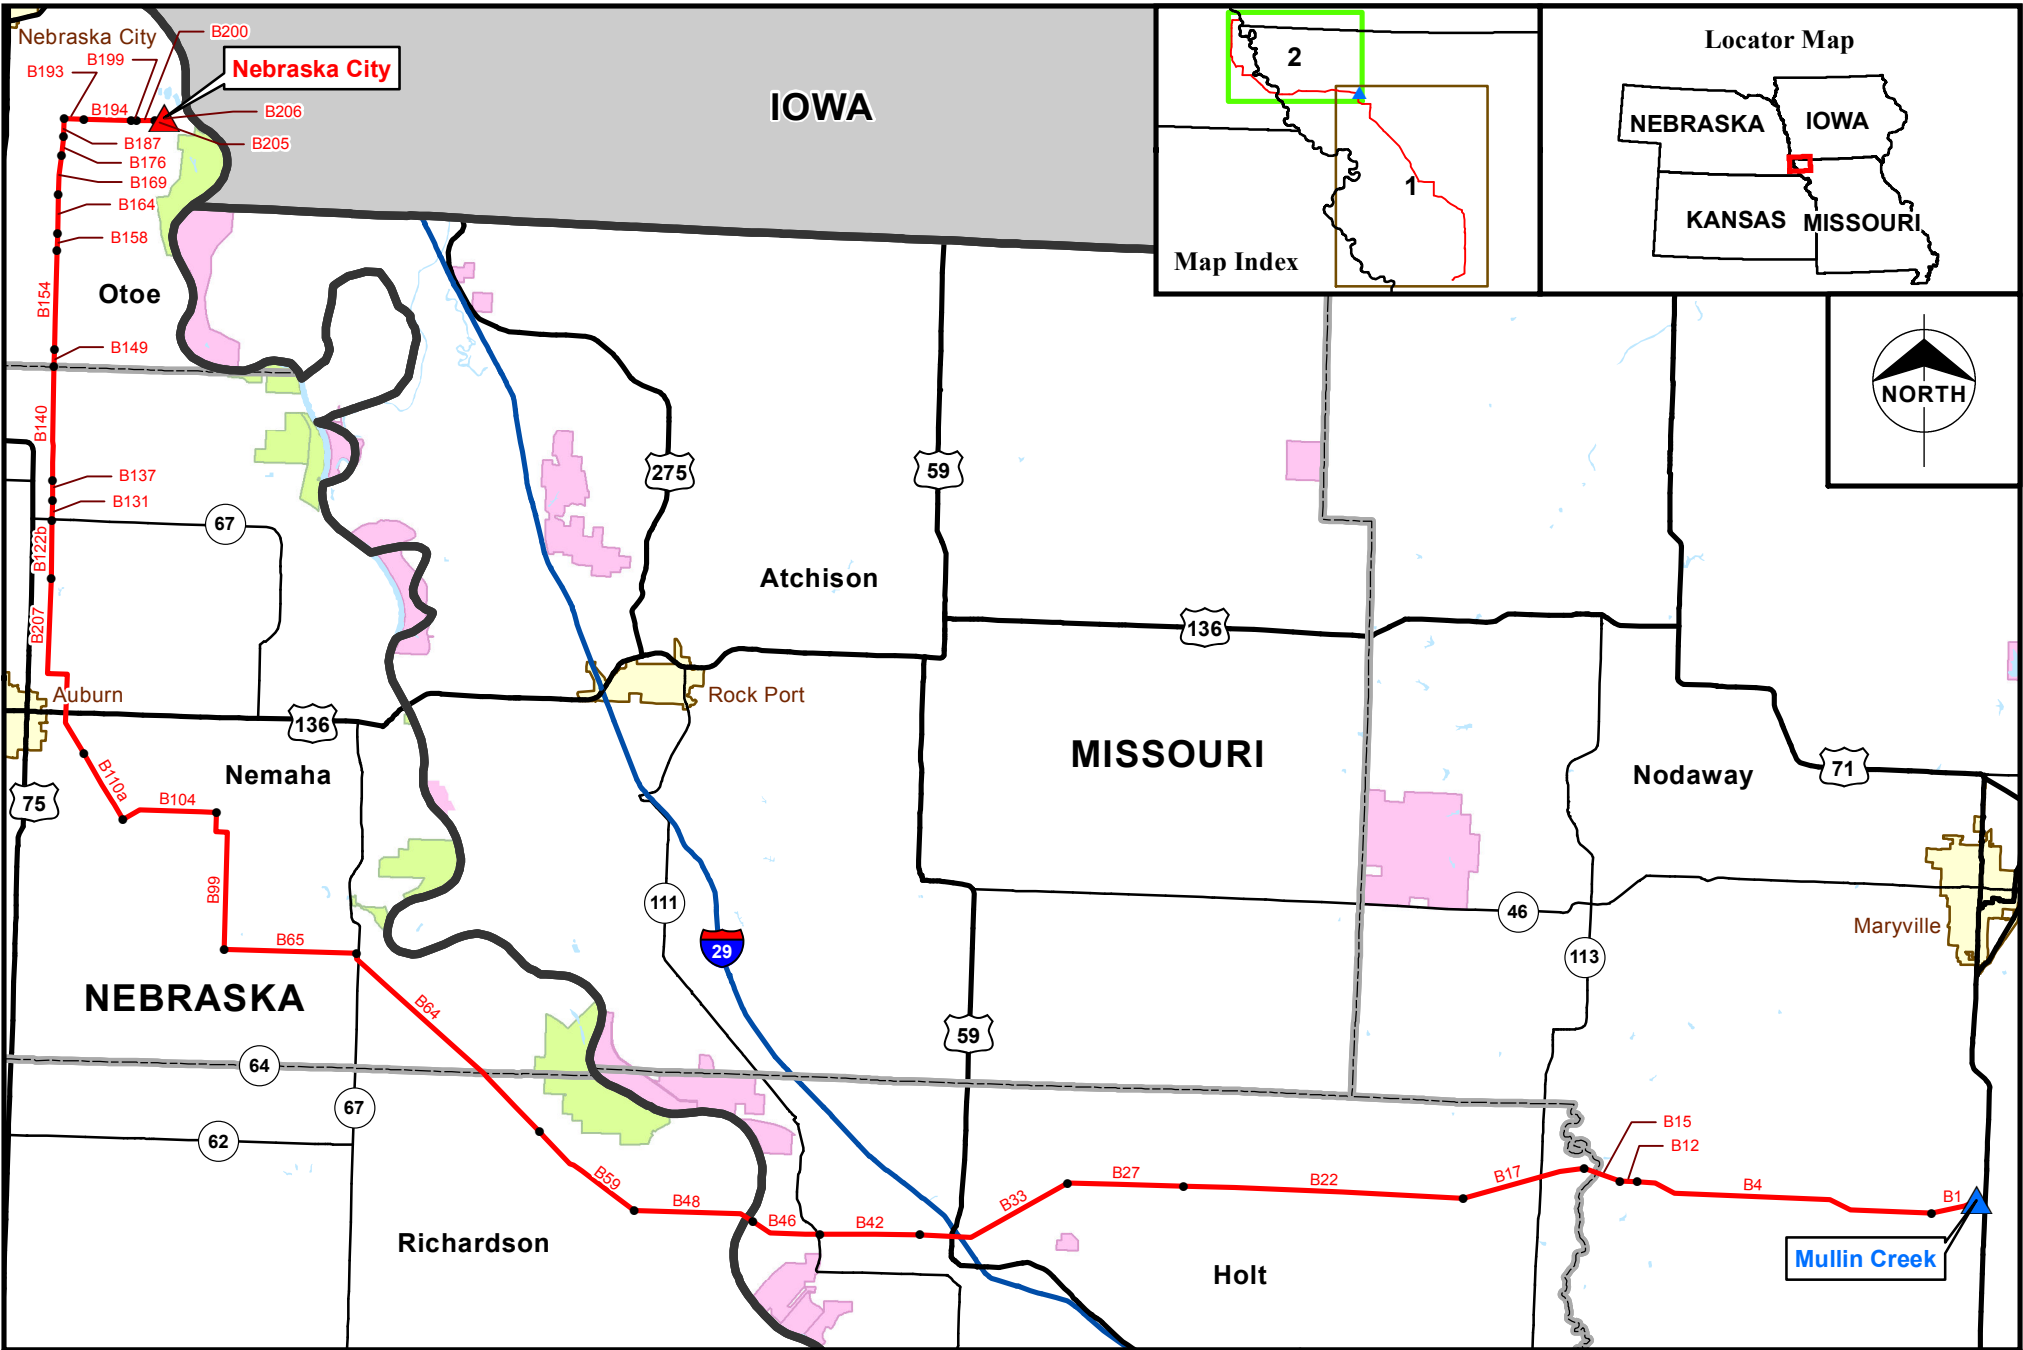 Nebraska City
B200
B199
B193
Nebraska City
B194
B206
B187
B205
B176
B169
B164
B158
Otoe
B154
B149
B140
B137
B131
67
B122b
B207
Auburn
136
Nemaha
75
B110a
B104
B99
B65
NEBRASKA
B64
64
67
62
B59
B48
Richardson
IOWA
275
59
Atchison
136
Rock Port
MISSOURI
111
29
59
46
113
Nodaway
71
Maryville
B46
B42
B33
B27
B22
B17
B15
B12
B4
B1
Mullin Creek
Holt
2
1
Map Index
Locator Map
NEBRASKA
IOWA
KANSAS
MISSOURI
NORTH